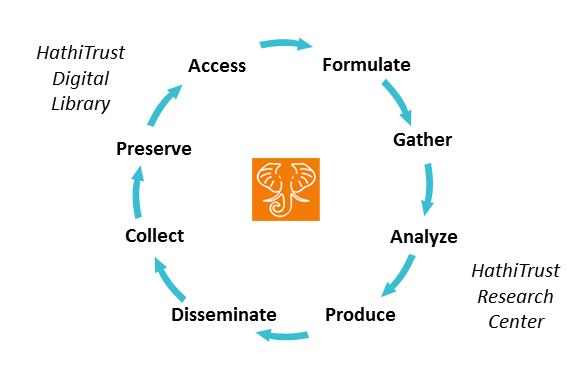 HathiTrust
Digital
Library
Access
Formulate
Gather
Analyze
HathiTrust
Research
Center
Produce
Disseminate
Collect
Preserve